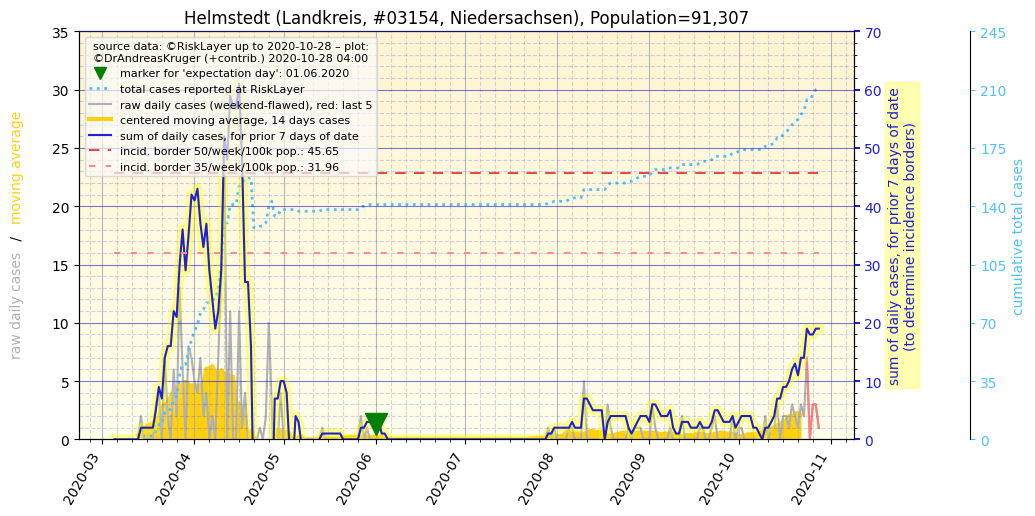 Helmstedt (Landkreis, #03154, Niedersachsen), Population=91,307
source data: ©RiskLayer up to 2020-10-28 – plot:
©DrAndreasKruger (+contrib.) 2020-10-28 04:00
marker for 'expectation day': 01.06.2020
total cases reported at RiskLayer
raw daily cases (weekend-flawed), red: last 5
centered moving average, 14 days cases
sum of daily cases, for prior 7 days of date
incid. border 50/week/100k pop.: 45.65
incid. border 35/week/100k pop.: 31.96
raw daily cases / moving average
35
30
25
20
15
10
5
0
70
60
50
40
30
20
10
0
sum of daily cases, for prior 7 days of date
(to determine incidence borders)
245
210
175
140
105
70
35
0
cumulative total cases
2020-03
2020-04
2020-05
2020-06
2020-07
2020-08
2020-09
2020-10
2020-11